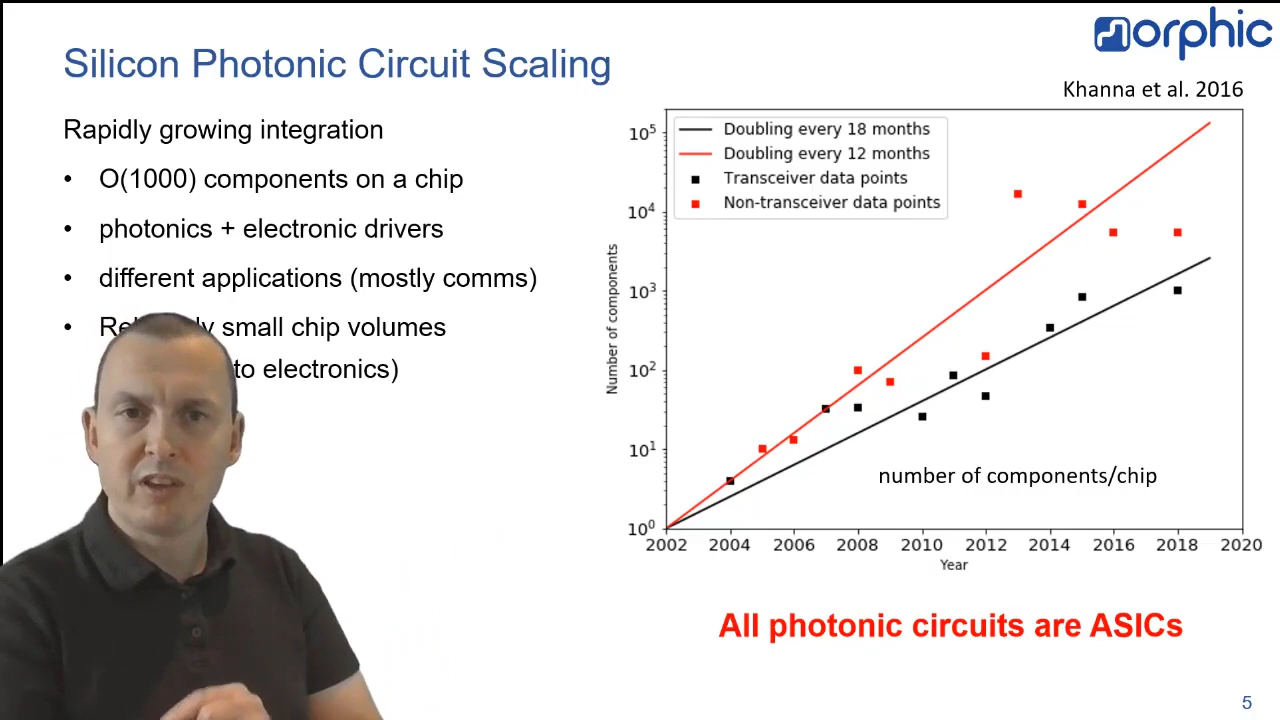 morphic
Silicon Photonic Circuit Scaling
Khanna et al. 2016
Rapidly growing integration
• O(1000) components on a chip
• photonics + electronic drivers
• different applications (mostly comms)
• small chip volumes
to electronics)
Doubling every 18 months
Doubling every 12 months
Transceiver data points
Non-transceiver data points
10^5
10^4
10^3
10^2
10^1
10^0
Number of components
number of components/chip
2002 2004 2006 2008 2010 2012 2014 2016 2018 2020
Year
All photonic circuits are ASICs
5